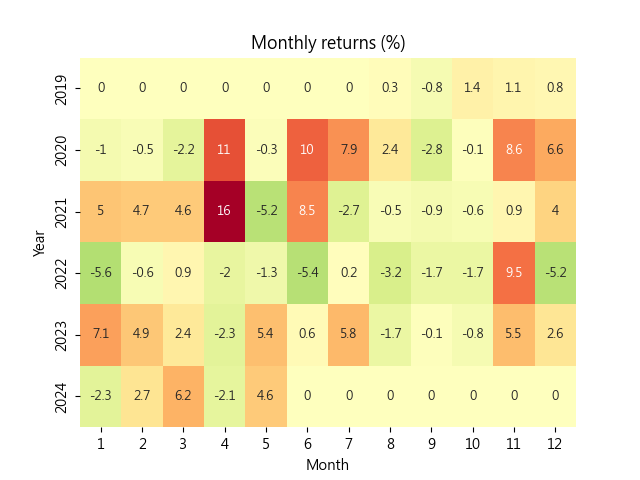 Monthly returns (%)
2019 0 0 0 0 0 0 0 0.3 -0.8 1.4 1.1 0.8
2020 -1 -0.5 -2.2 11 -0.3 10 7.9 2.4 -2.8 -0.1 8.6 6.6
2021 5 4.7 4.6 16 -5.2 8.5 -2.7 -0.5 -0.9 -0.6 0.9 4
Year
2022 -5.6 -0.6 0.9 -2 -1.3 -5.4 0.2 -3.2 -1.7 -1.7 9.5 -5.2
2023 7.1 4.9 2.4 -2.3 5.4 0.6 5.8 -1.7 -0.1 -0.8 5.5 2.6
2024 -2.3 2.7 6.2 -2.1 4.6 0 0 0 0 0 0 0
1 2 3 4 5 6 7 8 9 10 11 12
Month